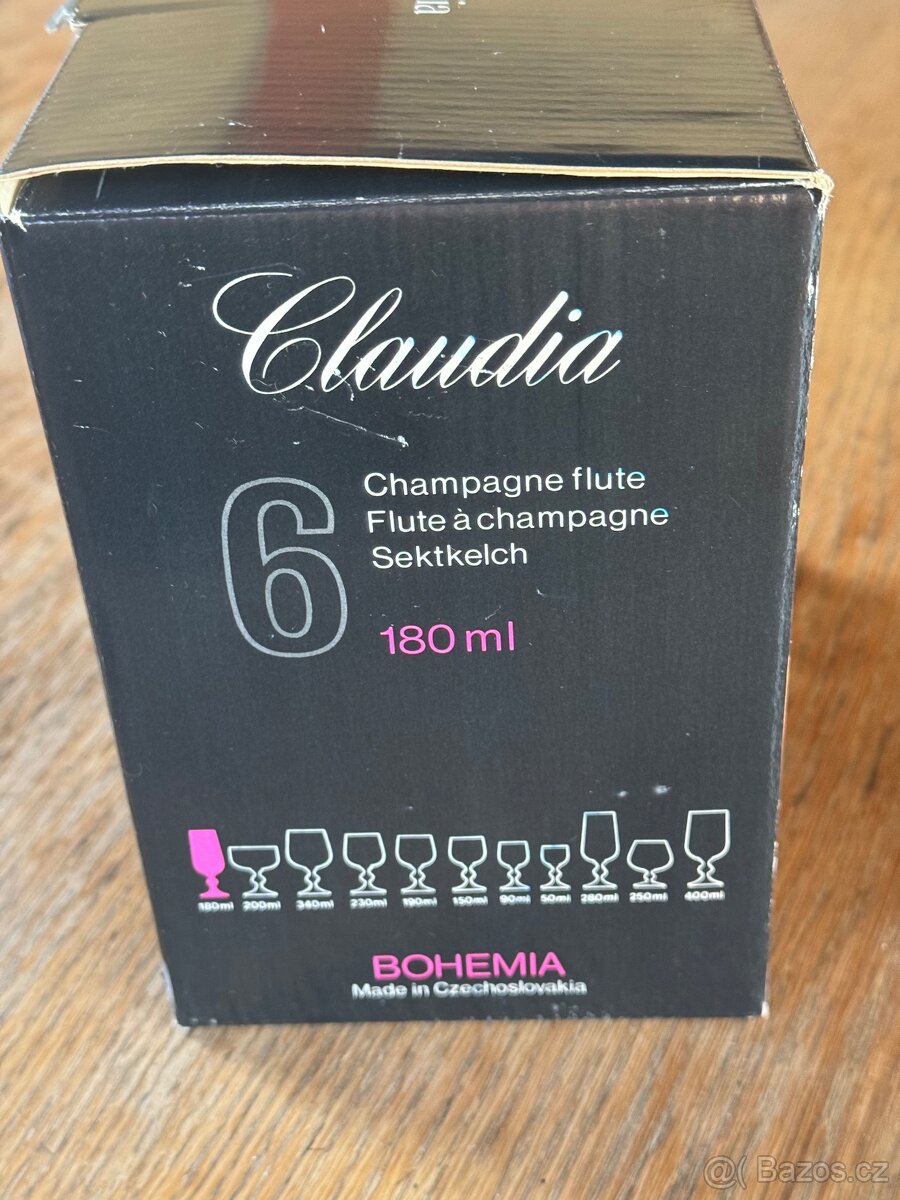 Claudia
6
Champagne flute
Flute à champagne
Sektkelch
180 ml
180ml 200ml 340ml 230ml 190ml 150ml 90ml 50ml 280ml 250ml 400ml
BOHEMIA
Made in Czechoslovakia
@( Bazos.cz